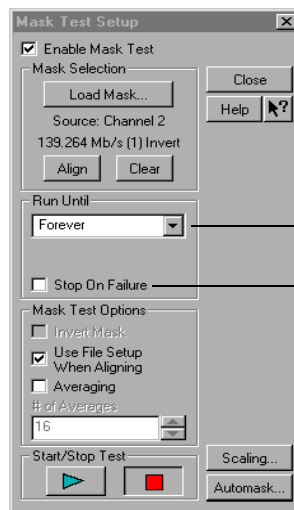 Mask Test Setup
Enable Mask Test
Mask Selection
Load Mask...
Source: Channel 2
139.264 Mb/s (1) Invert
Align
Clear
Close
Help
?
Run Until
Forever
Stop On Failure
Mask Test Options
Invert Mask
Use File Setup
When Aligning
Averaging
# of Averages
16
Start/Stop Test
Scaling...
Automask...